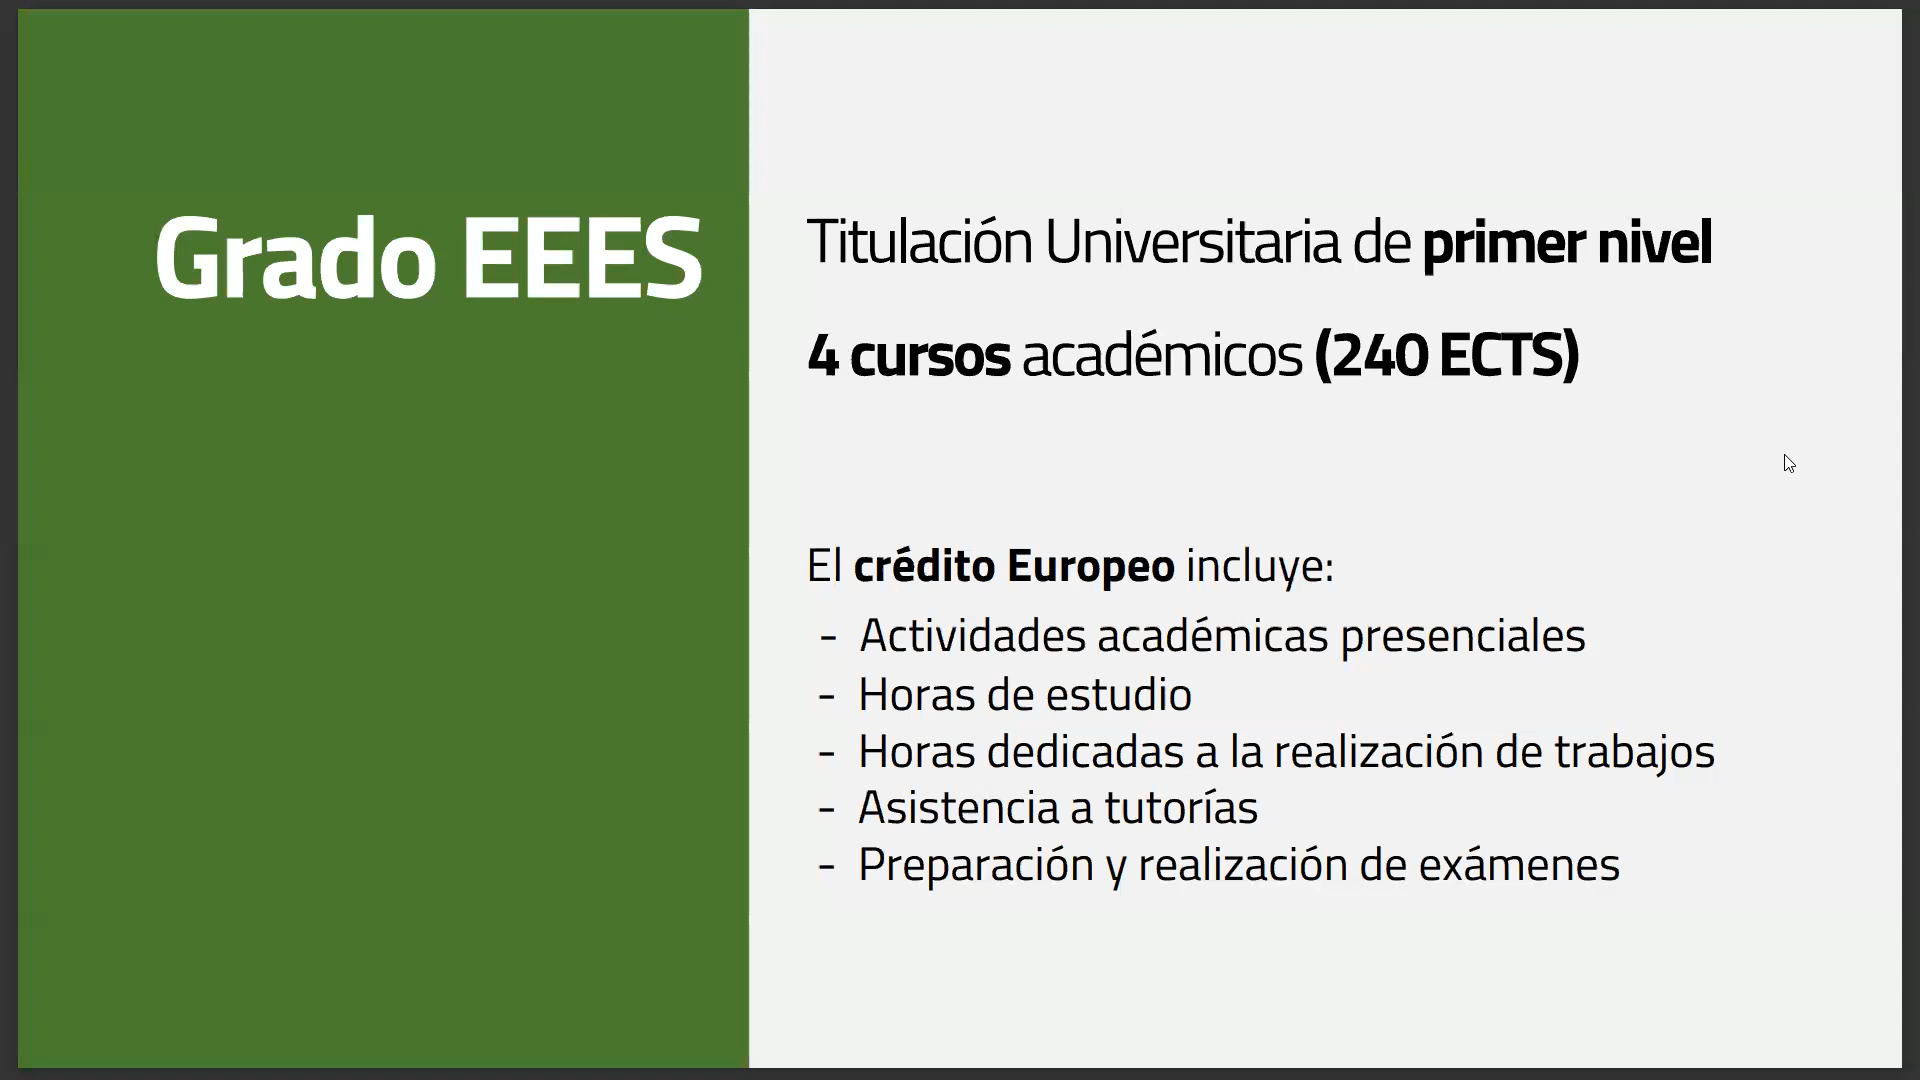 Grado EEES
Titulación Universitaria de primer nivel
4 cursos académicos (240 ECTS)
El crédito Europeo incluye:
- Actividades académicas presenciales
- Horas de estudio
- Horas dedicadas a la realización de trabajos
- Asistencia a tutorías
- Preparación y realización de exámenes